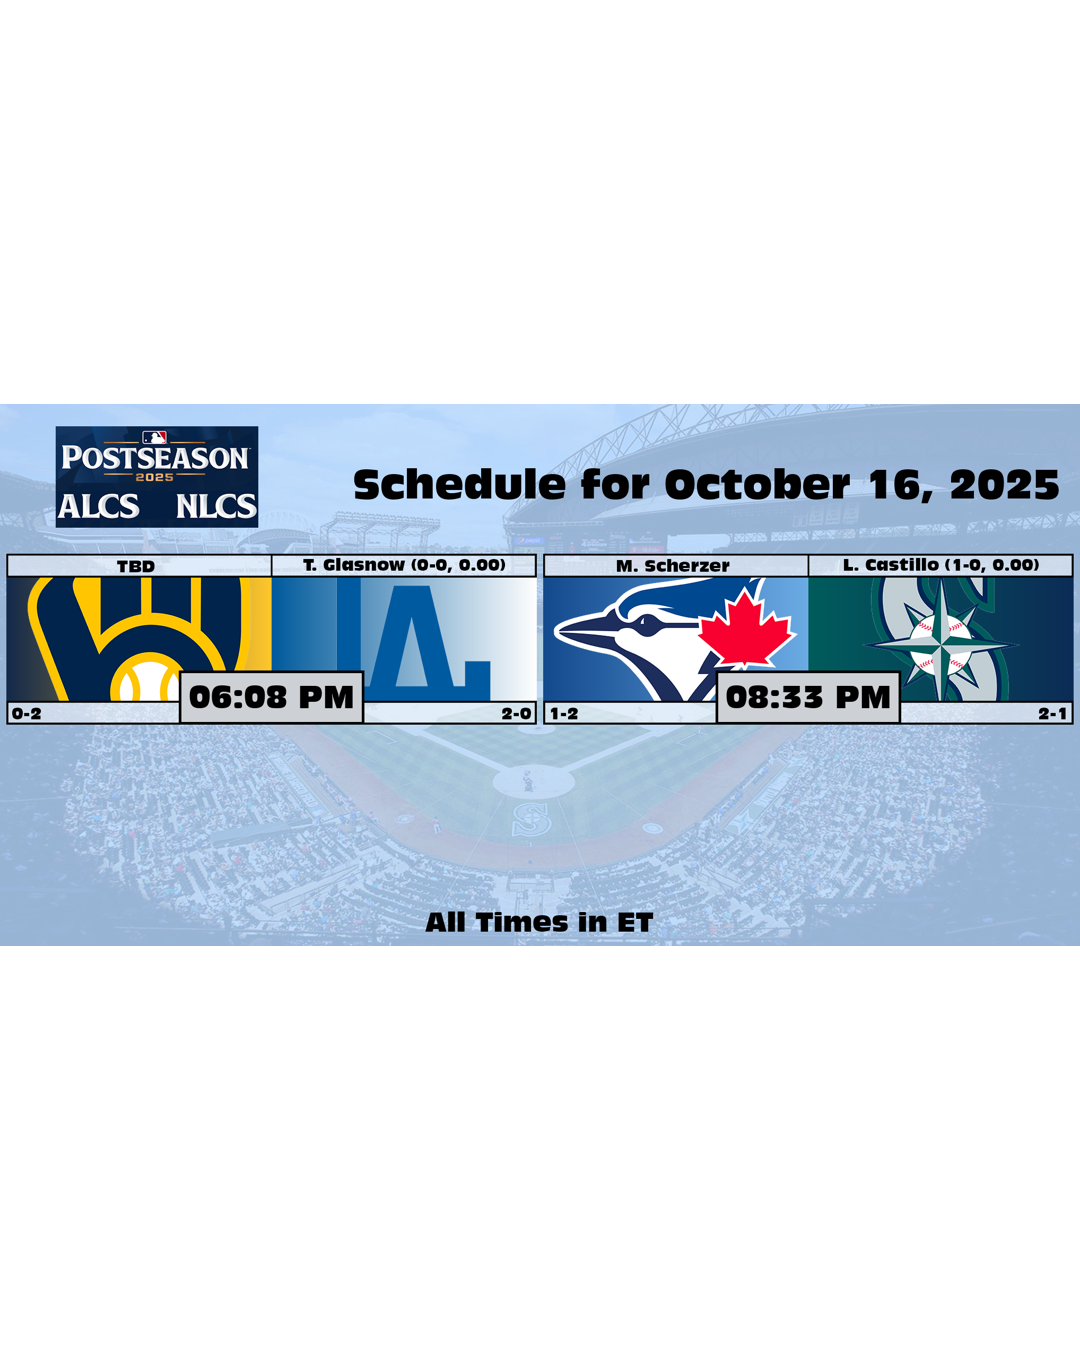 POSTSEASON
2025
ALCS NLCS
Schedule for October 16, 2025
TBD
T. Glasnow (0-0, 0.00)
M. Scherzer
L. Castillo (1-0, 0.00)
LA
S
06:08 PM
08:33 PM
0-2
2-0
1-2
2-1
S
All Times in ET